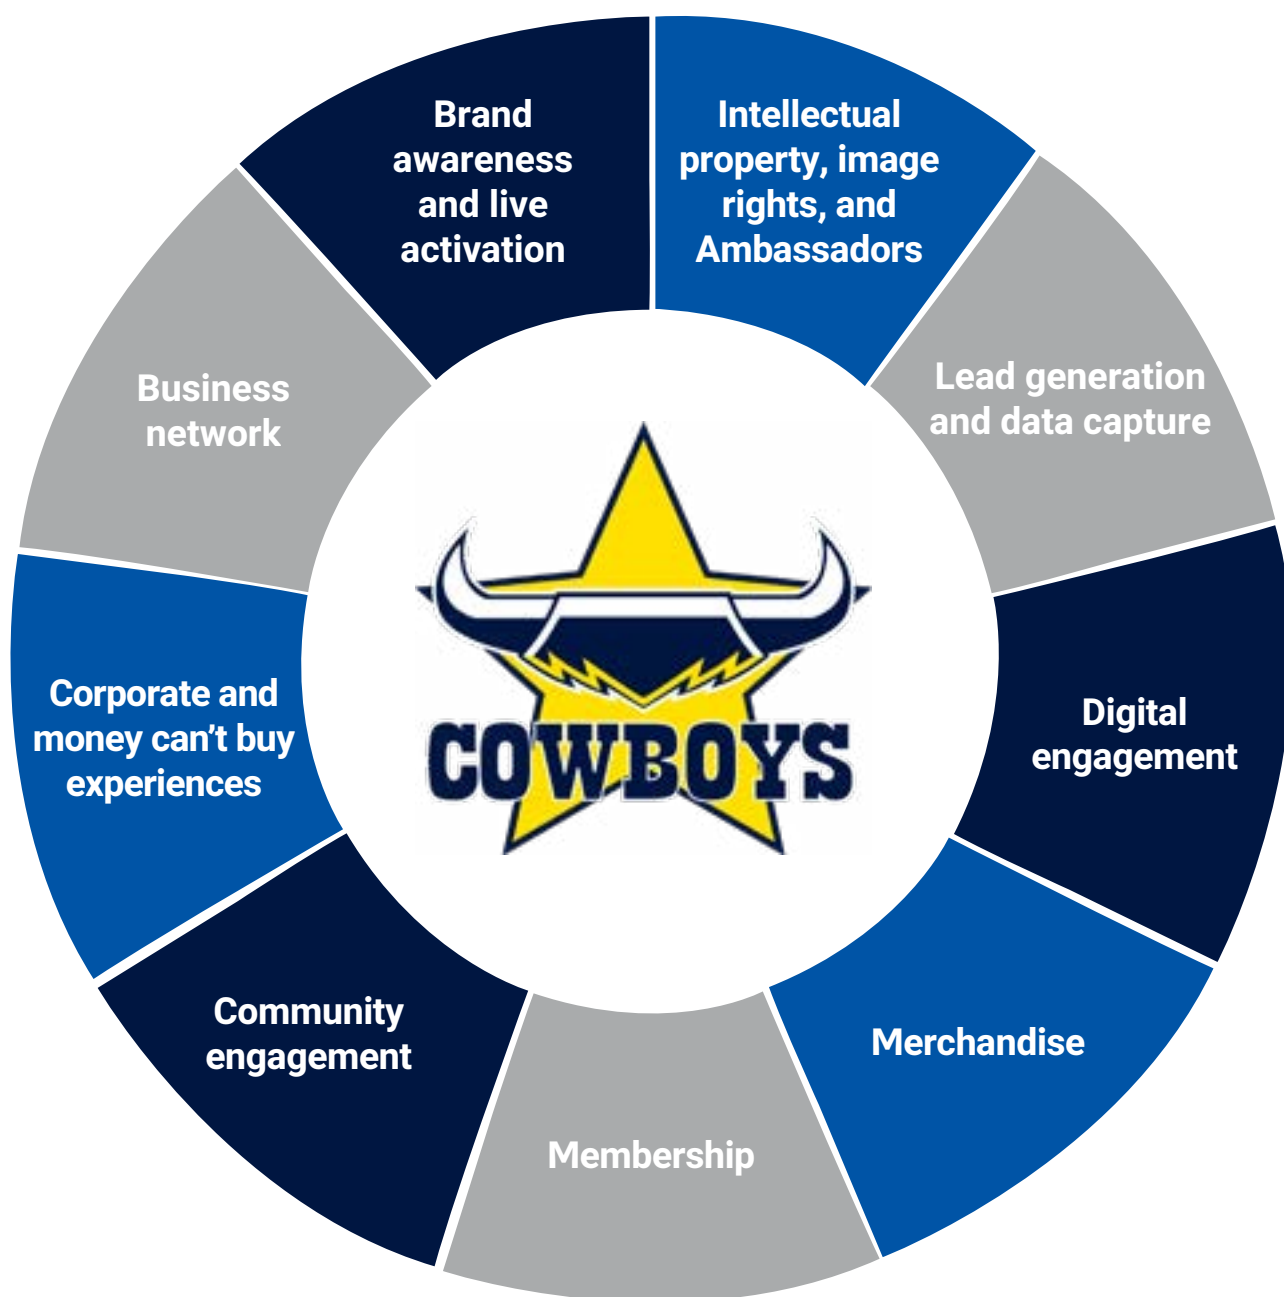 Brand
awareness
and live
activation
Intellectual
property, image
rights, and
Ambassadors
Lead generation
and data capture
Digital
engagement
Merchandise
Membership
Community
engagement
Corporate and
money can’t buy
experiences
Business
network
COWBOYS